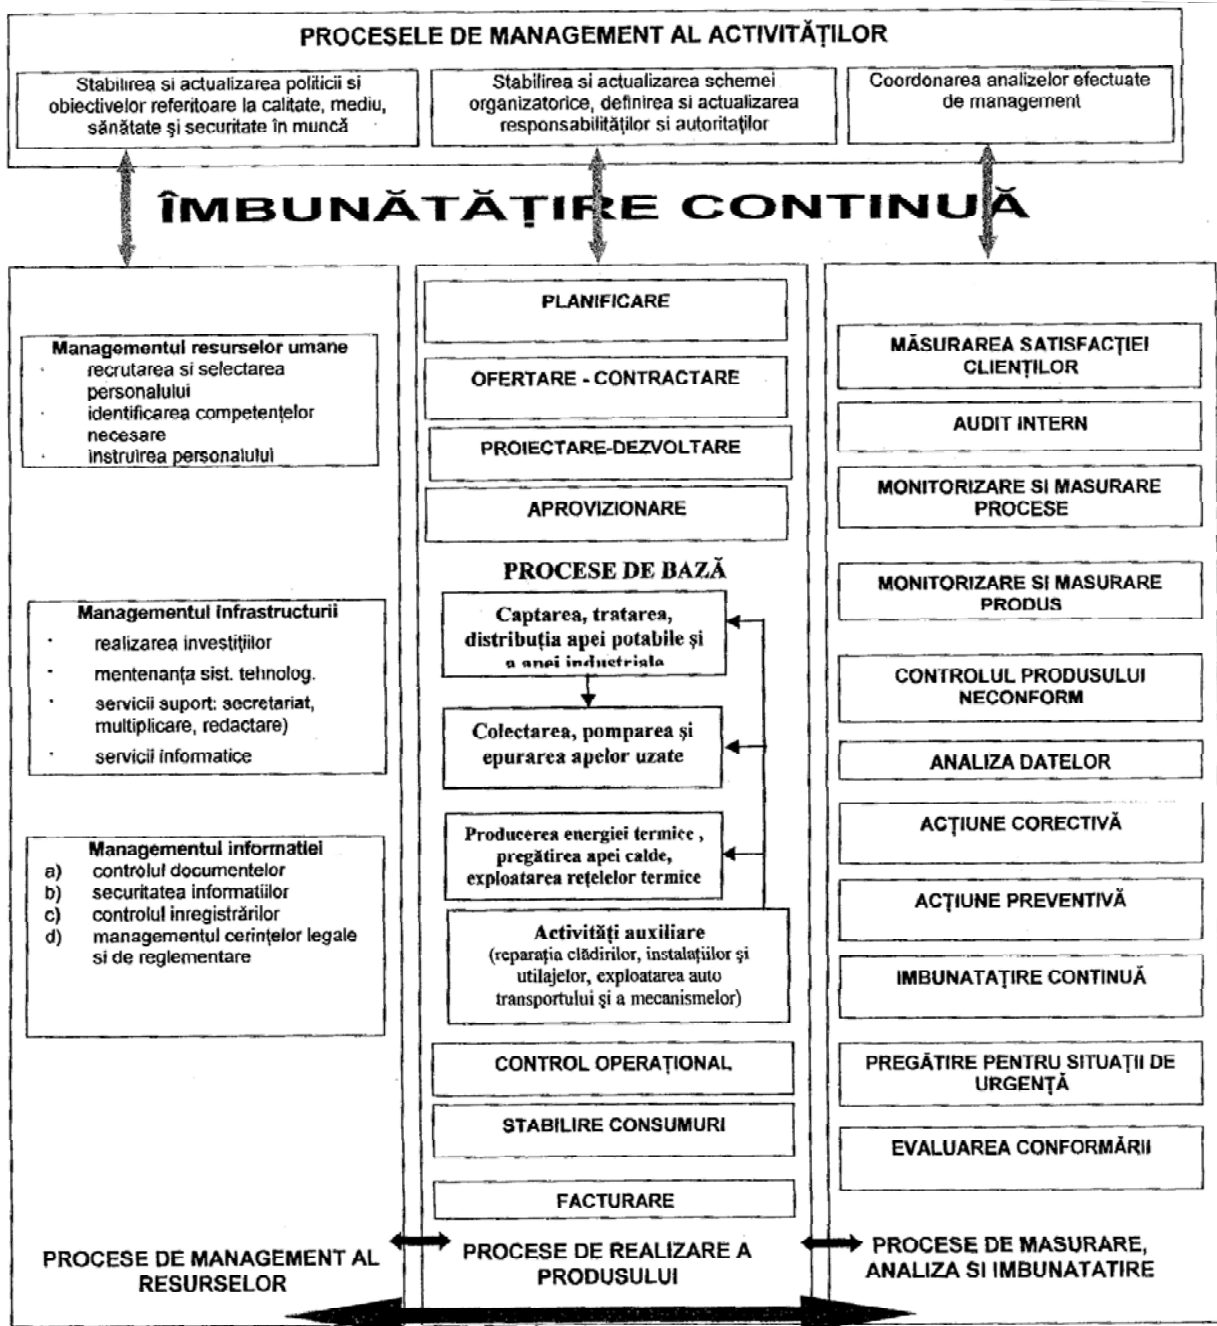 PROCESELE DE MANAGEMENT AL ACTIVITĂȚILOR
Stabilirea si actualizarea politicii si
obiectivelor referitoare la calitate, mediu,
sănătate și securitate în muncă
Stabilirea si actualizarea schemei
organizatorice, definirea si actualizarea
responsabilităților si autoritaților
Coordonarea analizelor efectuate
de management
ÎMBUNĂTĂȚIRE CONTINUĂ
Managementul resurselor umane
· recrutarea si selectarea
personalului
· identificarea competențelor
necesare
· instruirea personalului
Managementul infrastructurii
· realizarea investițiilor
· mentenanța sist. tehnolog.
· servicii suport: secretariat,
multiplicare, redactare)
· servicii informatice
Managementul informatiei
a) controlul documentelor
b) securitatea informatiilor
c) controlul inregistrărilor
d) managementul cerințelor legale
si de reglementare
PROCESE DE MANAGEMENT AL
RESURSELOR
PLANIFICARE
OFERTARE - CONTRACTARE
PROIECTARE-DEZVOLTARE
APROVIZIONARE
PROCESE DE BAZĂ
Captarea, tratarea,
distribuția apei potabile și
a apei industriale
Colectarea, pomparea și
epurarea apelor uzate
Producerea energiei termice ,
pregătirea apei calde,
exploatarea rețelelor termice
Activități auxiliare
(reparația clădirilor, instalațiilor și
utilajelor, exploatarea auto
transportului și a mecanismelor)
CONTROL OPERAȚIONAL
STABILIRE CONSUMURI
FACTURARE
PROCESE DE REALIZARE A
PRODUSULUI
MĂSURAREA SATISFACȚIEI
CLIENȚILOR
AUDIT INTERN
MONITORIZARE SI MASURARE
PROCESE
MONITORIZARE SI MASURARE
PRODUS
CONTROLUL PRODUSULUI
NECONFORM
ANALIZA DATELOR
ACȚIUNE CORECTIVĂ
ACȚIUNE PREVENTIVĂ
IMBUNATAȚIRE CONTINUĂ
PREGĂTIRE PENTRU SITUAȚII DE
URGENȚĂ
EVALUAREA CONFORMĂRII
PROCESE DE MASURARE,
ANALIZA SI IMBUNATATIRE